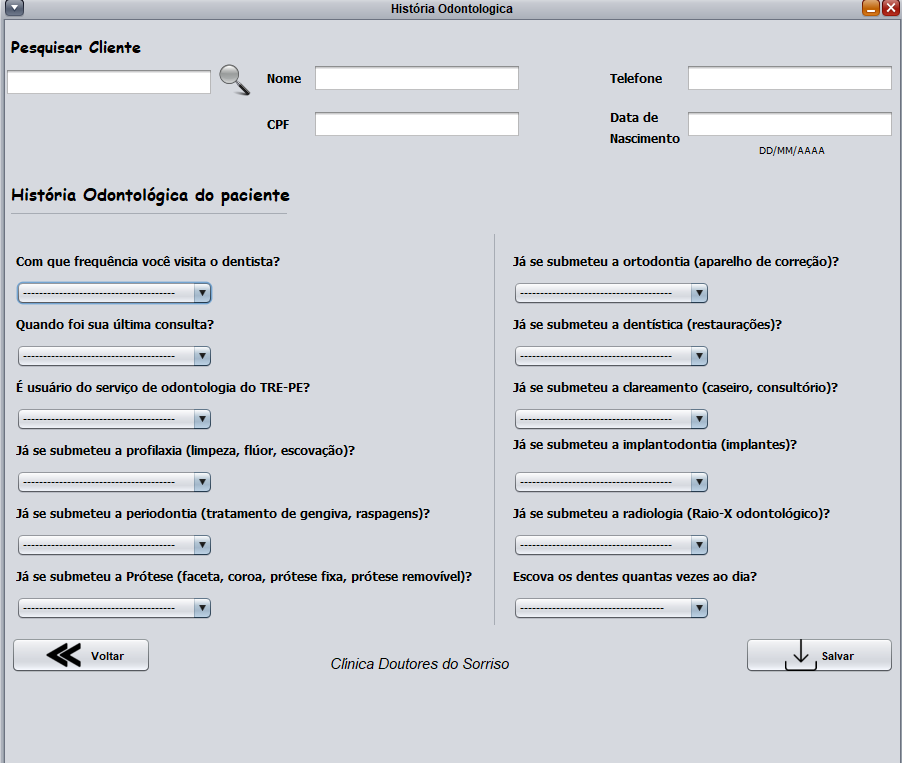 História Odontologica
Pesquisar Cliente
Nome
Telefone
CPF
Data de
Nascimento
DD/MM/AAAA
História Odontológica do paciente
Com que frequência você visita o dentista?
--------------------------------------
Quando foi sua última consulta?
--------------------------------------
É usuário do serviço de odontologia do TRE-PE?
--------------------------------------
Já se submeteu a profilaxia (limpeza, flúor, escovação)?
--------------------------------------
Já se submeteu a periodontia (tratamento de gengiva, raspagens)?
--------------------------------------
Já se submeteu a Prótese (faceta, coroa, prótese fixa, prótese removível)?
--------------------------------------
Já se submeteu a ortodontia (aparelho de correção)?
--------------------------------------
Já se submeteu a dentística (restaurações)?
--------------------------------------
Já se submeteu a clareamento (caseiro, consultório)?
--------------------------------------
Já se submeteu a implantodontia (implantes)?
--------------------------------------
Já se submeteu a radiologia (Raio-X odontológico)?
--------------------------------------
Escova os dentes quantas vezes ao dia?
------------------------------------
Voltar
Clinica Doutores do Sorriso
Salvar